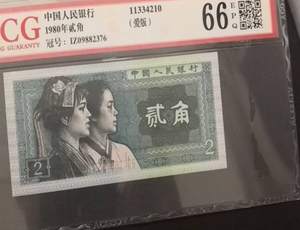 CG
GUARANTY
中国人民银行
1980年贰角
冠号: IZ09882376
11334210
(爱版)
66
EPQ
中国人民银行
贰角
2
2